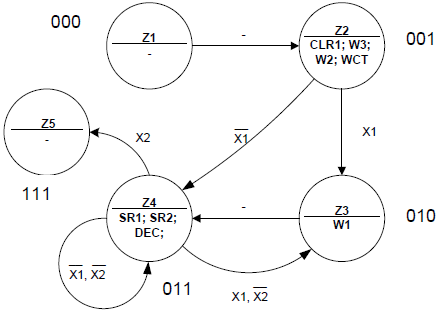 000
Z1
-
-
Z2
CLR1; W3;
W2; WCT
001
Z5
-
X2
X̅1̅
X1
111
Z4
SR1; SR2;
DEC;
-
Z3
W1
010
X̅1̅, X̅2̅
011
X1, X̅2̅